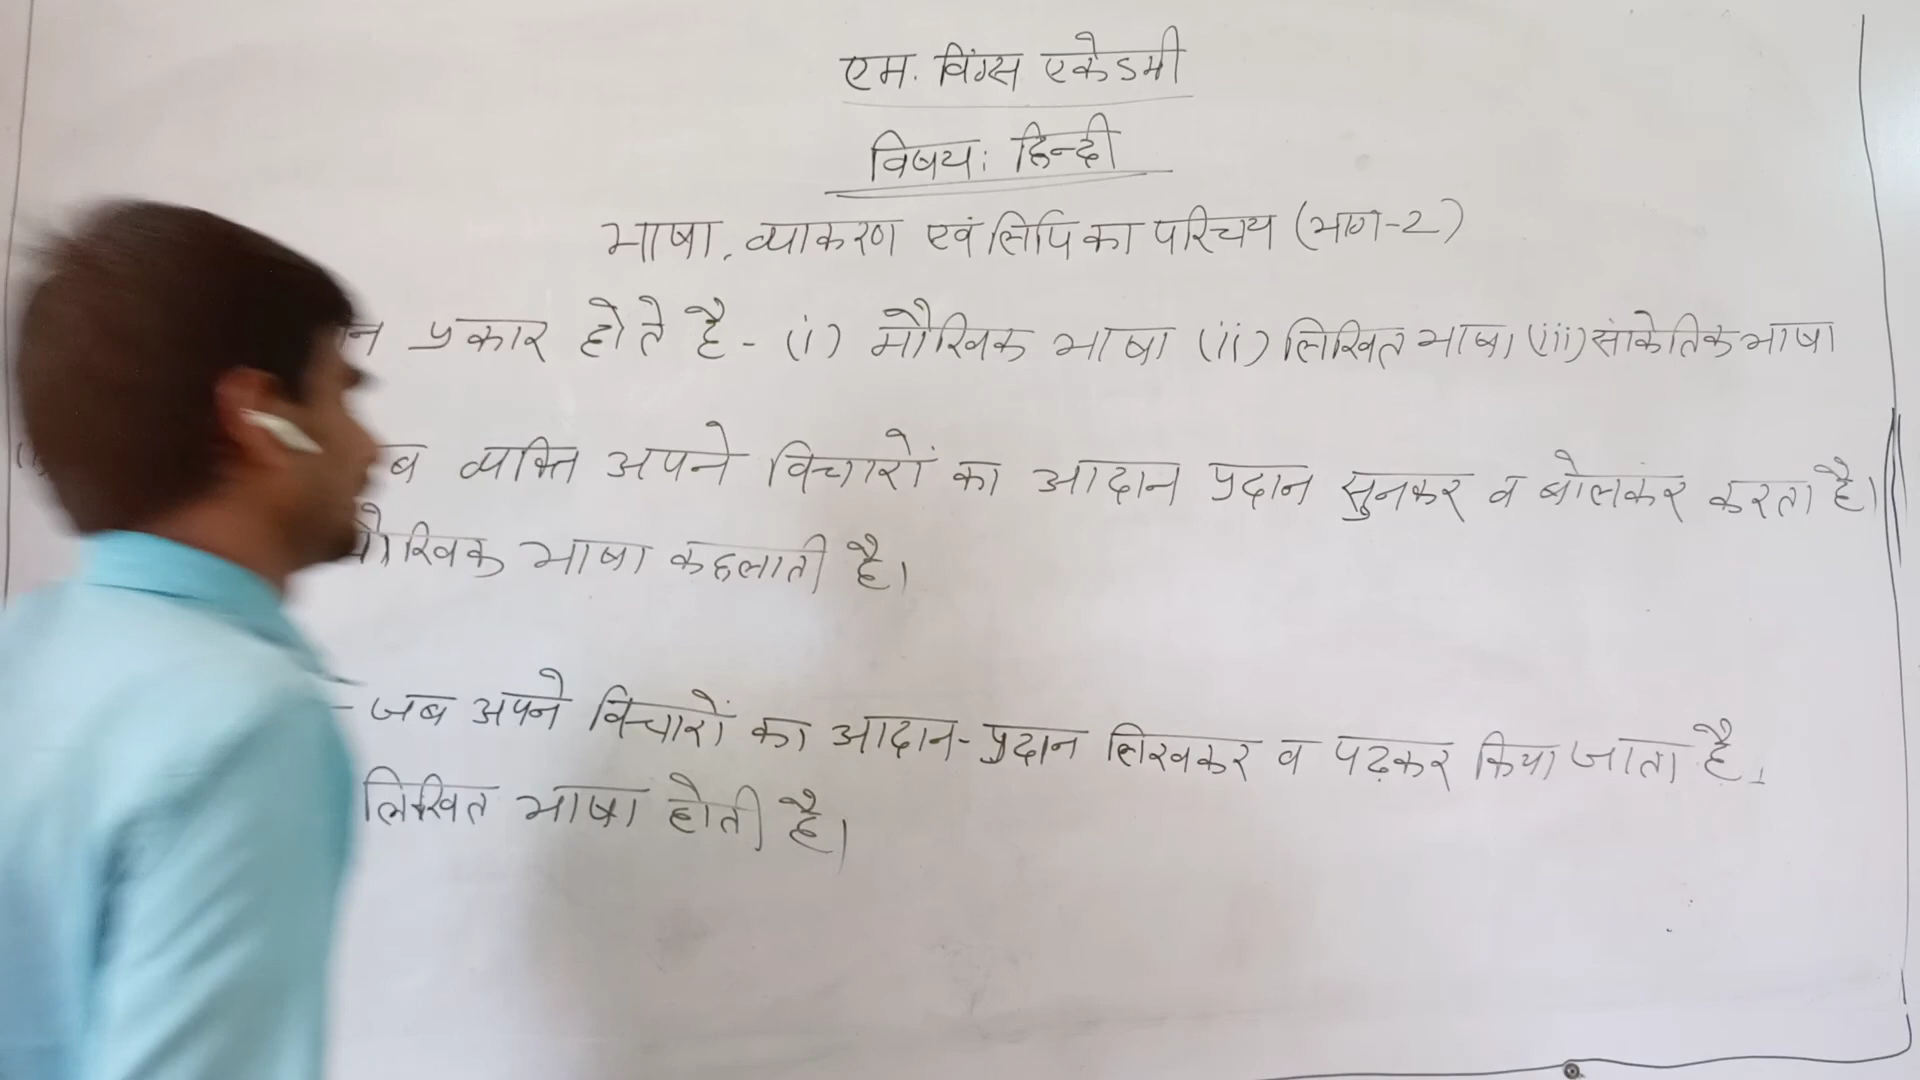 एम. विंग्स एकेडमी
विषय: हिन्दी
भाषा, व्याकरण एवं लिपि का परिचय (भाग-2)
प्रकार होते है - (i) मौखिक भाषा (ii) लिखित भाषा (iii) सांकेतिक भाषा
व्यक्ति अपने विचारों का आदान प्रदान सुनकर व बोलकर करता है।
मौखिक भाषा कहलाती है।
- जब अपने विचारों का आदान-प्रदान लिखकर व पढ़कर किया जाता है।
लिखित भाषा होती है।